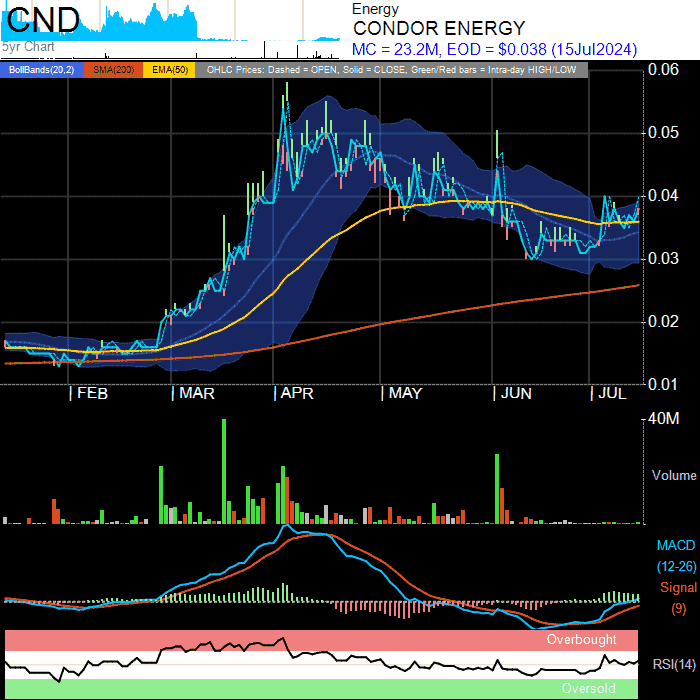 CND
5yr Chart
Energy
CONDOR ENERGY
MC = 23.2M, EOD = $0.038 (15Jul2024)
BollBands(20,2) SMA(200) EMA(50) OHLC Prices: Dashed = OPEN, Solid = CLOSE, Green/Red bars = Intra-day HIGH/LOW
0.06
0.05
0.04
0.03
0.02
0.01
FEB MAR APR MAY JUN JUL
40M
Volume
MACD
(12-26)
Signal
(9)
Overbought
RSI(14)
Oversold